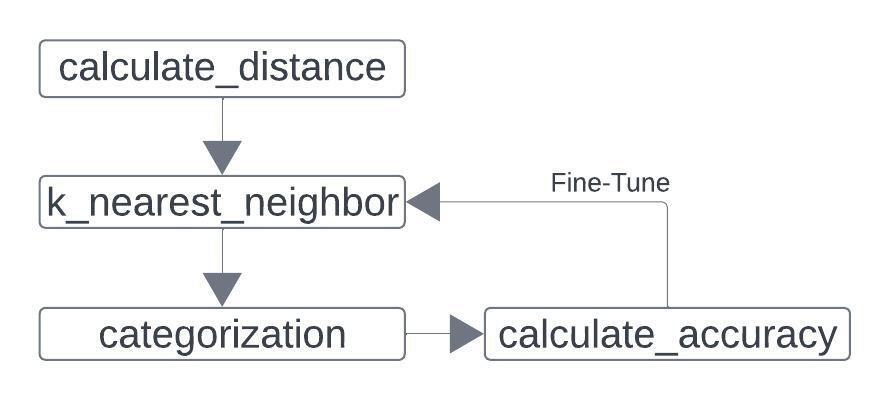 calculate_distance
k_nearest_neighbor
Fine-Tune
categorization
calculate_accuracy